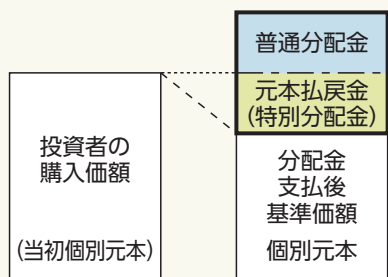 普通分配金
元本払戻金
(特別分配金)
投資者の
購入価額
(当初個別元本)
分配金
支払後
基準価額
個別元本